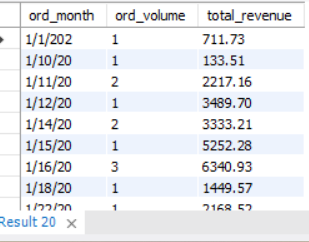 ord_month ord_volume total_revenue
1/1/202 1 711.73
1/10/20 1 133.51
1/11/20 2 2217.16
1/12/20 1 3489.70
1/14/20 2 3333.21
1/15/20 1 5252.28
1/16/20 3 6340.93
1/18/20 1 1449.57
1/22/20 1 2168.52
Result 20 ×